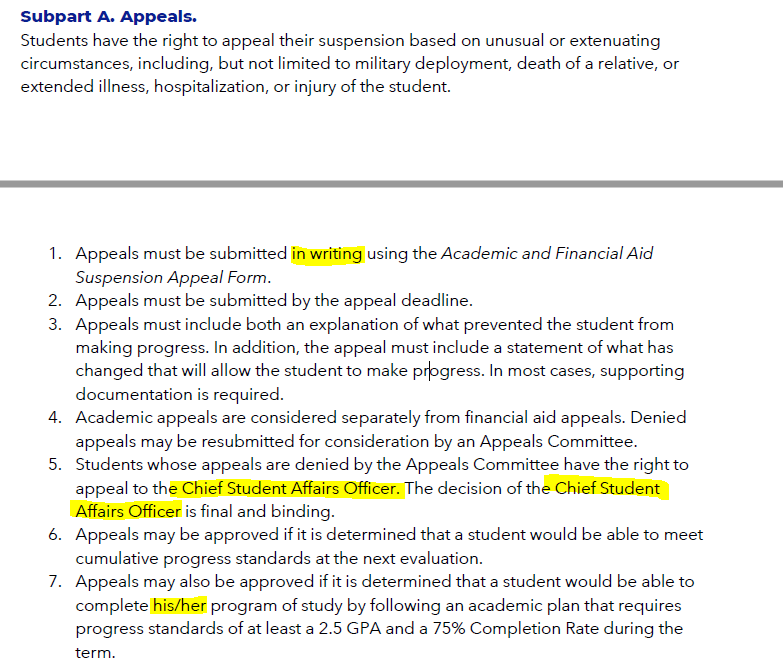 Subpart A. Appeals.
Students have the right to appeal their suspension based on unusual or extenuating
circumstances, including, but not limited to military deployment, death of a relative, or
extended illness, hospitalization, or injury of the student.
1. Appeals must be submitted in writing using the Academic and Financial Aid
Suspension Appeal Form.
2. Appeals must be submitted by the appeal deadline.
3. Appeals must include both an explanation of what prevented the student from
making progress. In addition, the appeal must include a statement of what has
changed that will allow the student to make progress. In most cases, supporting
documentation is required.
4. Academic appeals are considered separately from financial aid appeals. Denied
appeals may be resubmitted for consideration by an Appeals Committee.
5. Students whose appeals are denied by the Appeals Committee have the right to
appeal to the Chief Student Affairs Officer. The decision of the Chief Student
Affairs Officer is final and binding.
6. Appeals may be approved if it is determined that a student would be able to meet
cumulative progress standards at the next evaluation.
7. Appeals may also be approved if it is determined that a student would be able to
complete his/her program of study by following an academic plan that requires
progress standards of at least a 2.5 GPA and a 75% Completion Rate during the
term.